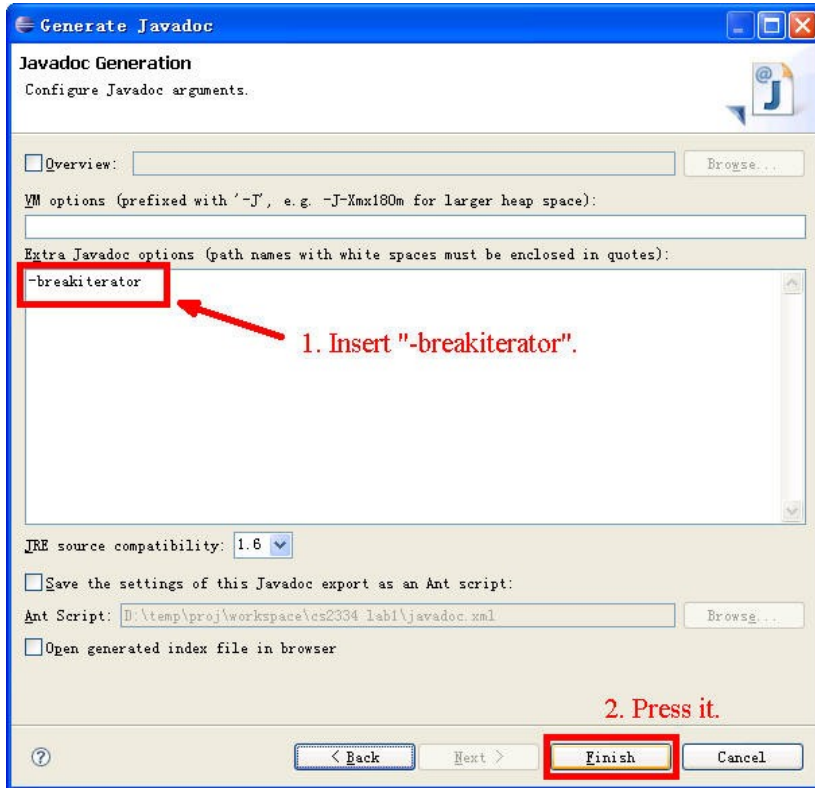 Generate Javadoc
Javadoc Generation
Configure Javadoc arguments.
@
J
Overview:
Browse...
VM options (prefixed with '-J', e.g. -J-Xmx180m for larger heap space):
Extra Javadoc options (path names with white spaces must be enclosed in quotes):
-breakiterator
1. Insert "-breakiterator".
JRE source compatibility: 1.6
Save the settings of this Javadoc export as an Ant script:
Ant Script: D:\temp\proj\workspace\cs2334 lab1\javadoc.xml Browse...
Open generated index file in browser
2. Press it.
? < Back Next > Finish Cancel